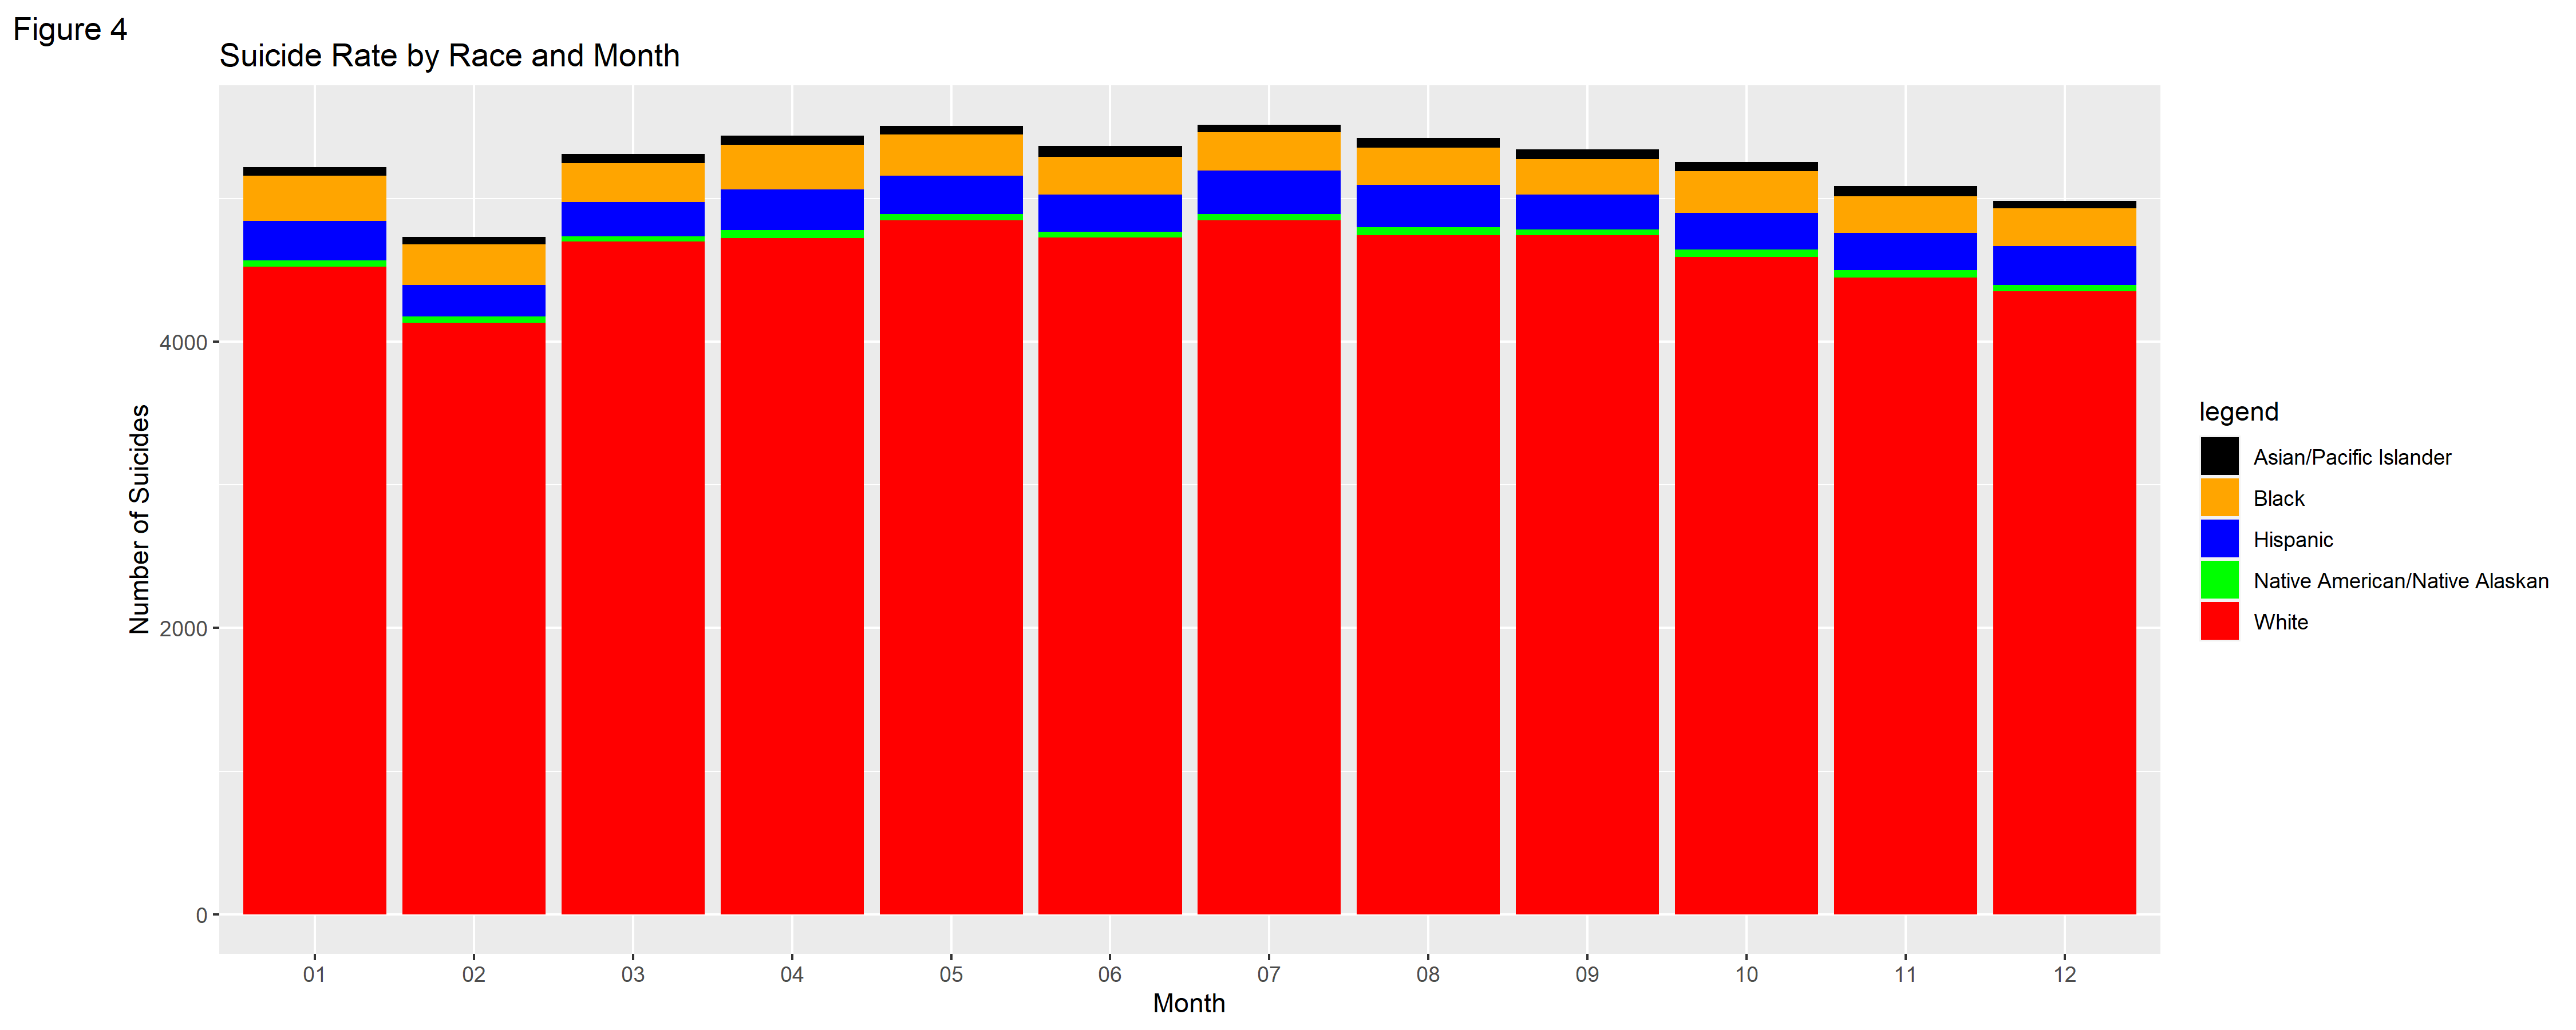 Figure 4
Suicide Rate by Race and Month
Number of Suicides
4000
2000
0
01 02 03 04 05 06 07 08 09 10 11 12
Month
legend
Asian/Pacific Islander
Black
Hispanic
Native American/Native Alaskan
White